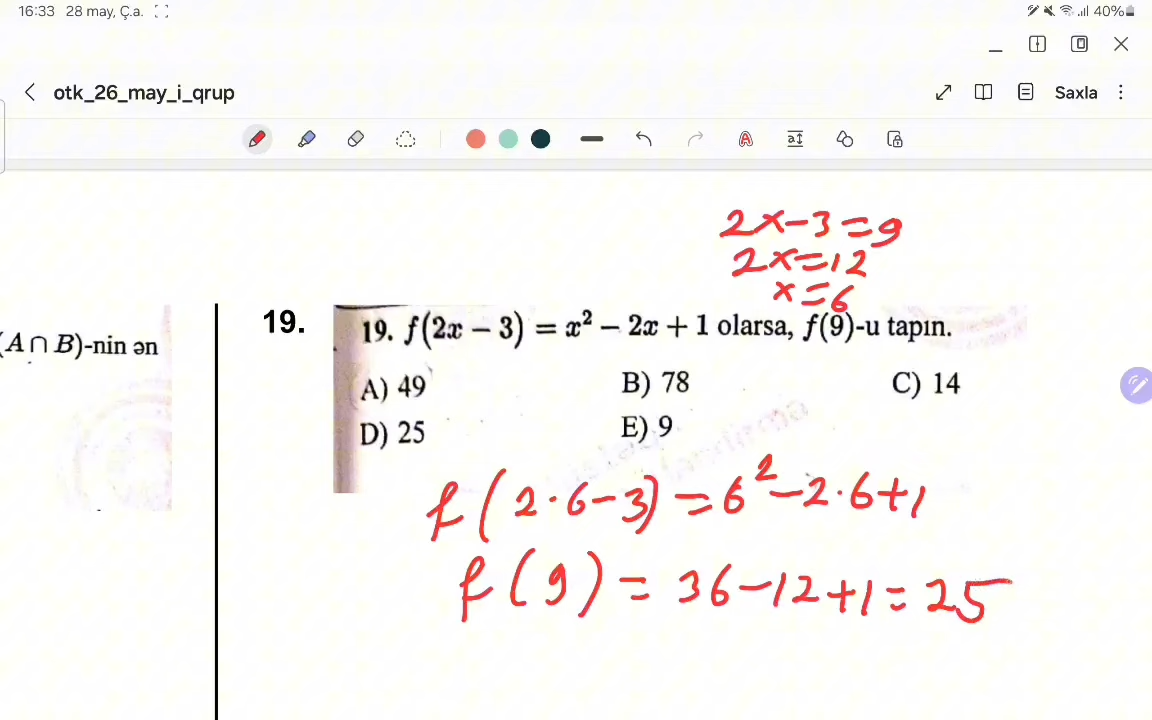 16:33 28 may, Ç.a. 40%
otk_26_may_i_qrup Saxla
2x-3=9
2x=12
x=6
(A∩B)-nin ən
19. 19. f(2x − 3) = x² − 2x + 1 olarsa, f(9)-u tapın.
A) 49 B) 78 C) 14
D) 25 E) 9
f(2·6-3)=6²-2·6+1
f(9)=36-12+1=25